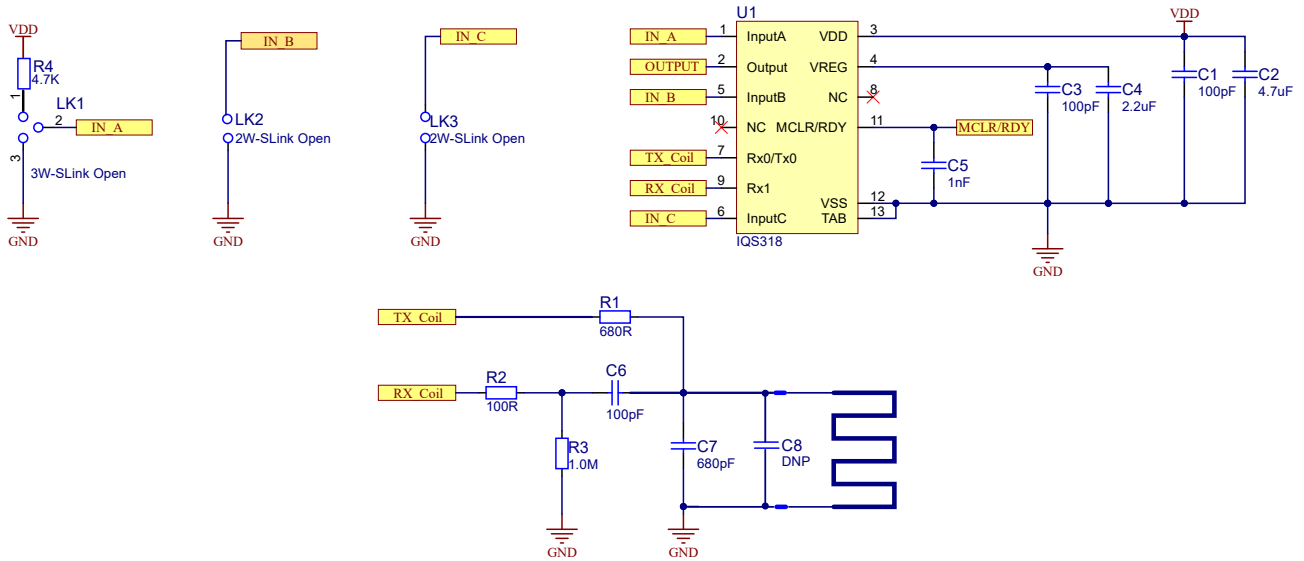 VDD
R4
4.7K
1
LK1
2
IN_A
3
3W-SLink Open
GND
IN_B
LK2
2W-SLink Open
GND
IN_C
LK3
2W-SLink Open
GND
U1
IN_A 1 InputA VDD 3
OUTPUT 2 Output VREG 4
IN_B 5 InputB NC 8
10 NC MCLR/RDY 11 MCLR/RDY
TX_Coil 7 Rx0/Tx0
RX_Coil 9 Rx1
VSS 12
IN_C 6 InputC TAB 13
IQS318
VDD
C1
100pF
C2
4.7uF
C3
100pF
C4
2.2uF
C5
1nF
GND
TX_Coil
R1
680R
RX_Coil
R2
100R
C6
100pF
R3
1.0M
C7
680pF
C8
DNP
GND
GND